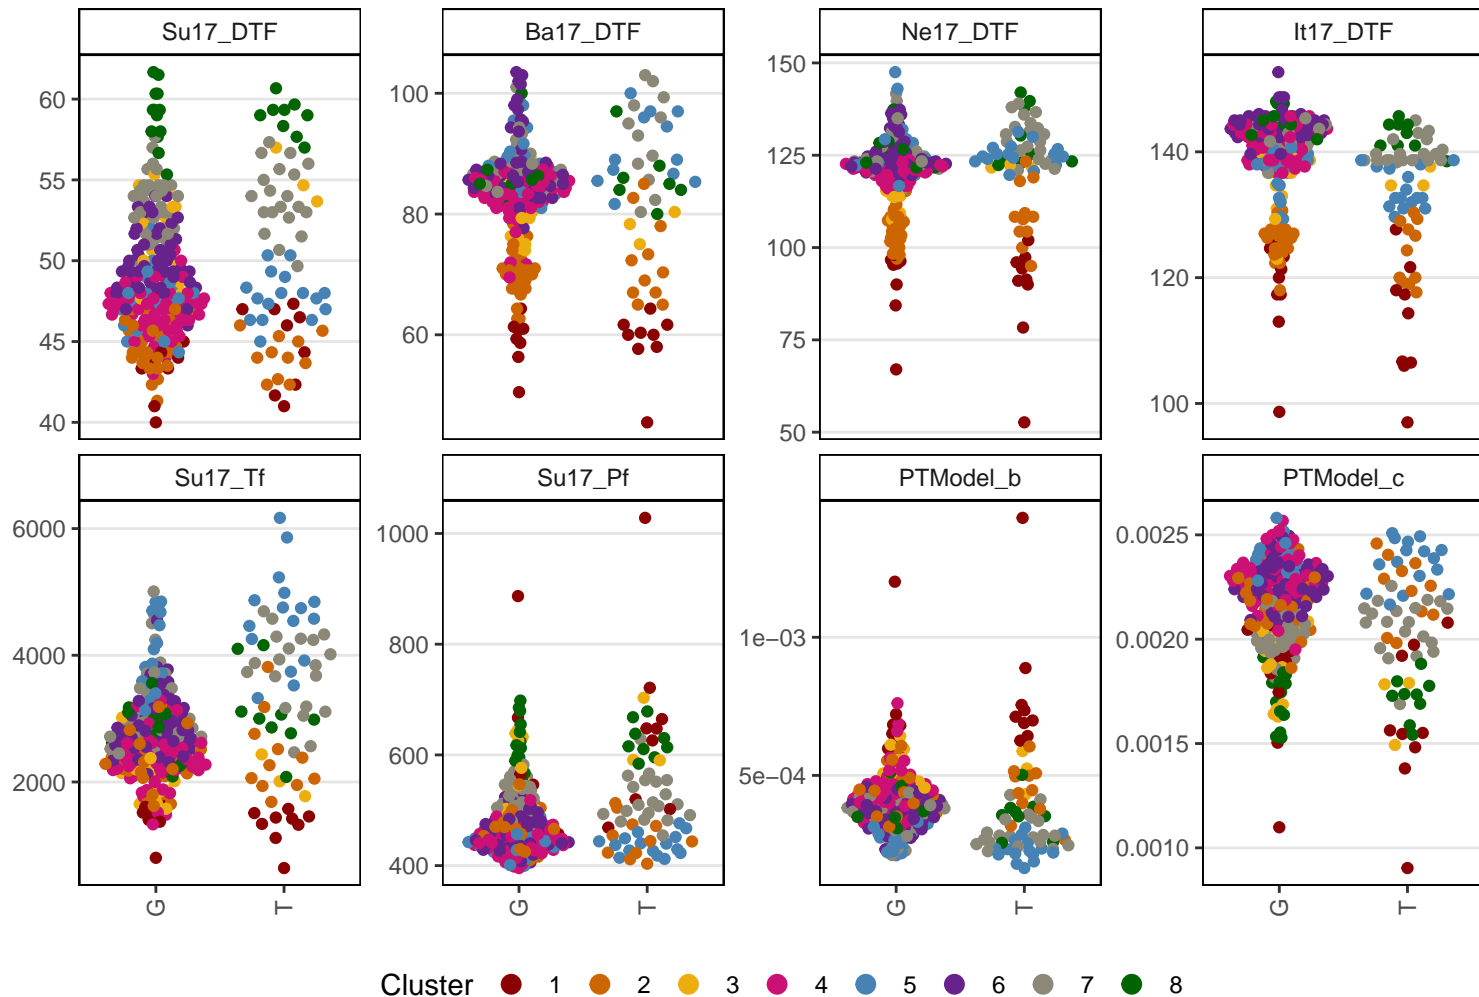 Su17_DTF
Ba17_DTF
Ne17_DTF
It17_DTF
60
55
50
45
40
100
80
60
150
125
100
75
50
140
120
100
Su17_Tf
Su17_Pf
PTModel_b
PTModel_c
6000
4000
2000
1000
800
600
400
1e−03
5e−04
0.0025
0.0020
0.0015
0.0010
G T
G T
G T
G T
Cluster 1 2 3 4 5 6 7 8